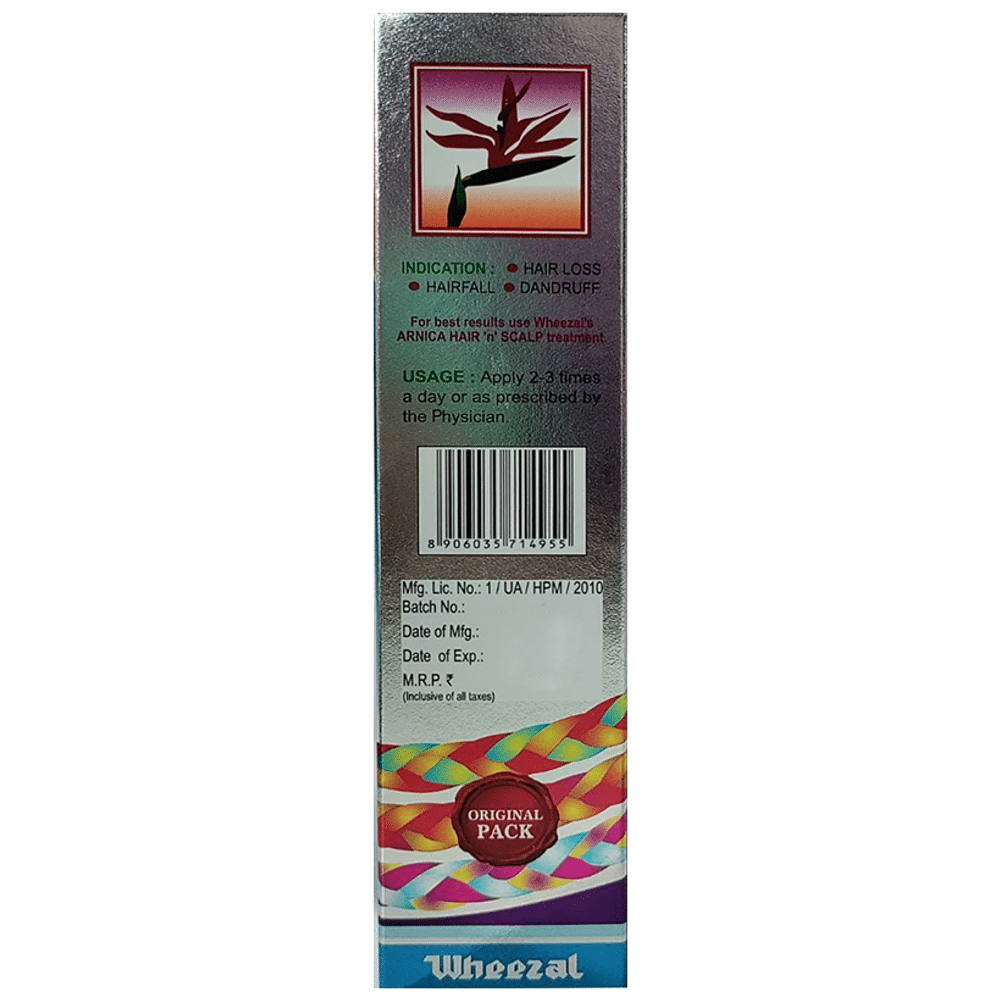 INDICATION : • HAIR LOSS
• HAIRFALL • DANDRUFF
For best results use Wheezal's
ARNICA HAIR 'n' SCALP treatment.
USAGE : Apply 2-3 times
a day or as prescribed by
the Physician.
8 906035 714955
Mfg. Lic. No.: 1 / UA / HPM / 2010
Batch No.:
Date of Mfg.:
Date of Exp.:
M.R.P. ₹
(Inclusive of all taxes)
ORIGINAL
PACK
Wheezal